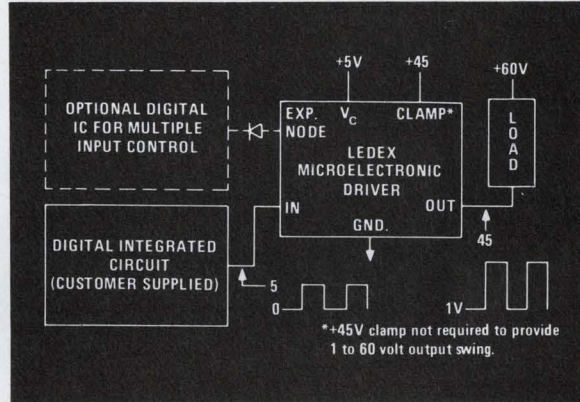 +5V
+45
+60V
OPTIONAL DIGITAL
IC FOR MULTIPLE
INPUT CONTROL
EXP.
NODE
VC
CLAMP*
LEDEX
MICROELECTRONIC
DRIVER
IN
OUT
GND.
LOAD
DIGITAL INTEGRATED
CIRCUIT
(CUSTOMER SUPPLIED)
5
0
45
1V
*+45V clamp not required to provide
1 to 60 volt output swing.